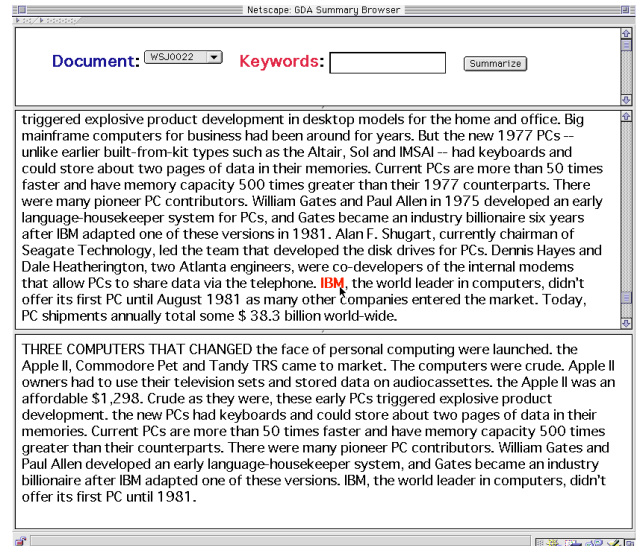 Netscape: GDA Summary Browser
Document: WSJ0022 Keywords: Summarize
triggered explosive product development in desktop models for the home and office. Big
mainframe computers for business had been around for years. But the new 1977 PCs --
unlike earlier built-from-kit types such as the Altair, Sol and IMSAI -- had keyboards and
could store about two pages of data in their memories. Current PCs are more than 50 times
faster and have memory capacity 500 times greater than their 1977 counterparts. There
were many pioneer PC contributors. William Gates and Paul Allen in 1975 developed an early
language-housekeeper system for PCs, and Gates became an industry billionaire six years
after IBM adapted one of these versions in 1981. Alan F. Shugart, currently chairman of
Seagate Technology, led the team that developed the disk drives for PCs. Dennis Hayes and
Dale Heatherington, two Atlanta engineers, were co-developers of the internal modems
that allow PCs to share data via the telephone. IBM, the world leader in computers, didn't
offer its first PC until August 1981 as many other companies entered the market. Today,
PC shipments annually total some $ 38.3 billion world-wide.
THREE COMPUTERS THAT CHANGED the face of personal computing were launched. the
Apple II, Commodore Pet and Tandy TRS came to market. The computers were crude. Apple II
owners had to use their television sets and stored data on audiocassettes. the Apple II was an
affordable $1,298. Crude as they were, these early PCs triggered explosive product
development. the new PCs had keyboards and could store about two pages of data in their
memories. Current PCs are more than 50 times faster and have memory capacity 500 times
greater than their counterparts. There were many pioneer PC contributors. William Gates and
Paul Allen developed an early language-housekeeper system, and Gates became an industry
billionaire after IBM adapted one of these versions. IBM, the world leader in computers, didn't
offer its first PC until 1981.